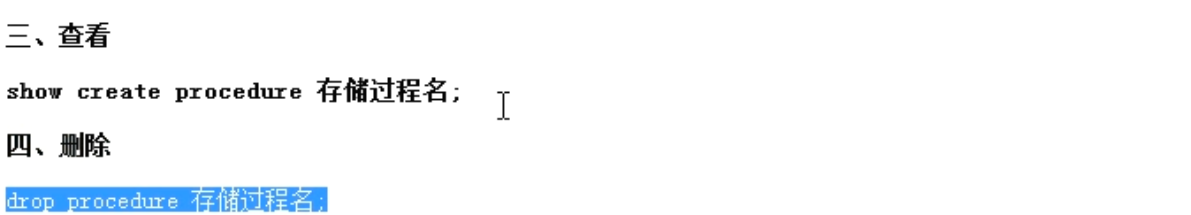 三、查看
show create procedure 存储过程名;
四、删除
drop procedure 存储过程名;